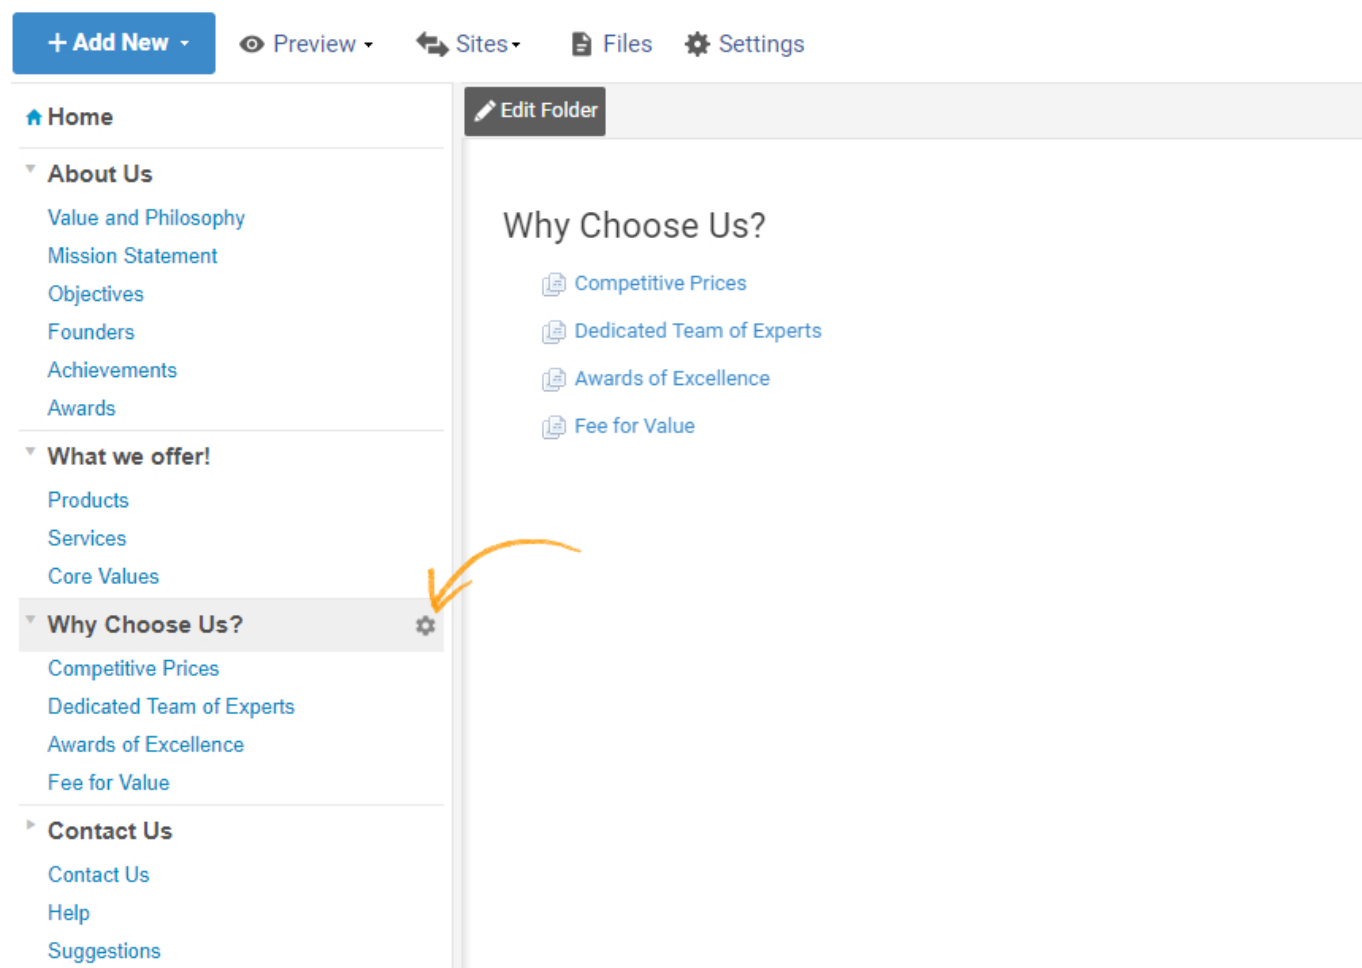 + Add New
Preview
Sites
Files
Settings
Home
About Us
Value and Philosophy
Mission Statement
Objectives
Founders
Achievements
Awards
What we offer!
Products
Services
Core Values
Why Choose Us?
Competitive Prices
Dedicated Team of Experts
Awards of Excellence
Fee for Value
Contact Us
Contact Us
Help
Suggestions
Edit Folder
Why Choose Us?
Competitive Prices
Dedicated Team of Experts
Awards of Excellence
Fee for Value